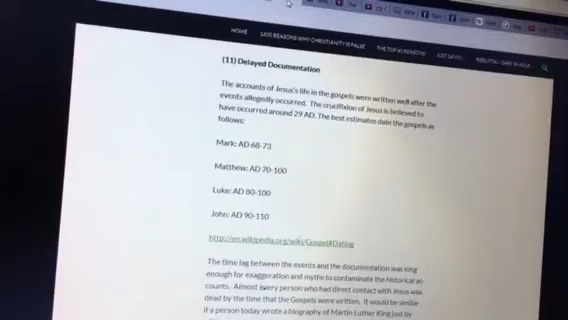 HOME 1600 REASONS WHY CHRISTIANITY IS FALSE THE TOP 40 REASONS JUST SAYING...
(11) Delayed Documentation
The accounts of Jesus's life in the gospels were written well after the
events allegedly occurred. The crucifixion of Jesus is believed to
have occurred around 29 AD. The best estimates date the gospels as
follows:
Mark: AD 68-73
Matthew: AD 70-100
Luke: AD 80-100
John: AD 90-110
http://en.wikipedia.org/wiki/Gospel#Dating
The time lag between the events and the documentation was long
enough for exaggeration and myths to contaminate the historical ac-
counts. Almost every person who had direct contact with Jesus was
dead by the time that the Gospels were written. It would be similar
if a person today wrote a biography of Martin Luther King just by